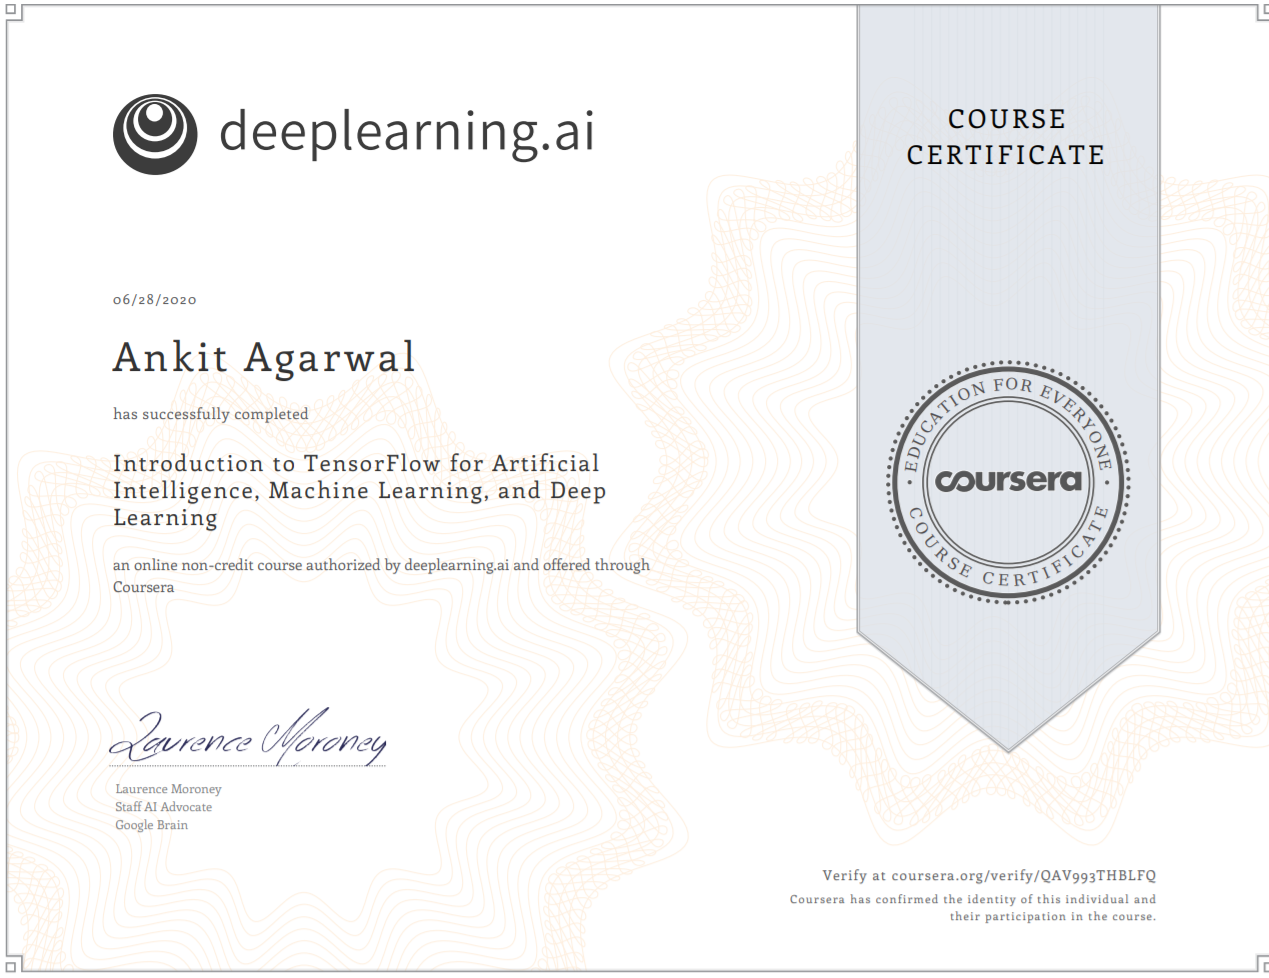 deeplearning.ai
COURSE
CERTIFICATE
06/28/2020
Ankit Agarwal
has successfully completed
Introduction to TensorFlow for Artificial
Intelligence, Machine Learning, and Deep
Learning
an online non-credit course authorized by deeplearning.ai and offered through
Coursera
EDUCATION FOR EVERYONE
coursera
COURSE CERTIFICATE
Laurence Moroney
Laurence Moroney
Staff AI Advocate
Google Brain
Verify at coursera.org/verify/QAV993THBLFQ
Coursera has confirmed the identity of this individual and
their participation in the course.